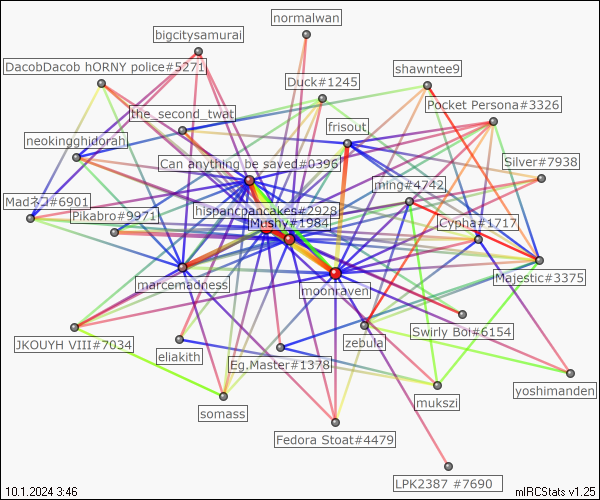 normalwan
bigcitysamurai
DacobDacob hORNY police#5271
shawntee9
Duck#1245
Pocket Persona#3326
the_second_twat
frisout
neokingghidorah
Can anything be saved#0396
Silver#7938
ming#4742
Madネコ#6901
hispancpancakes#2928
Pikabro#9971
Mushy#1984
Cypha#1717
Majestic#3375
marcemadness
moonraven
Swirly Boi#6154
JKOUYH VIII#7034
zebula
eliakith
Eg.Master#1378
yoshimanden
mukszi
somass
Fedora Stoat#4479
LPK2387 #7690
10.1.2024 3:46
mIRCStats v1.25